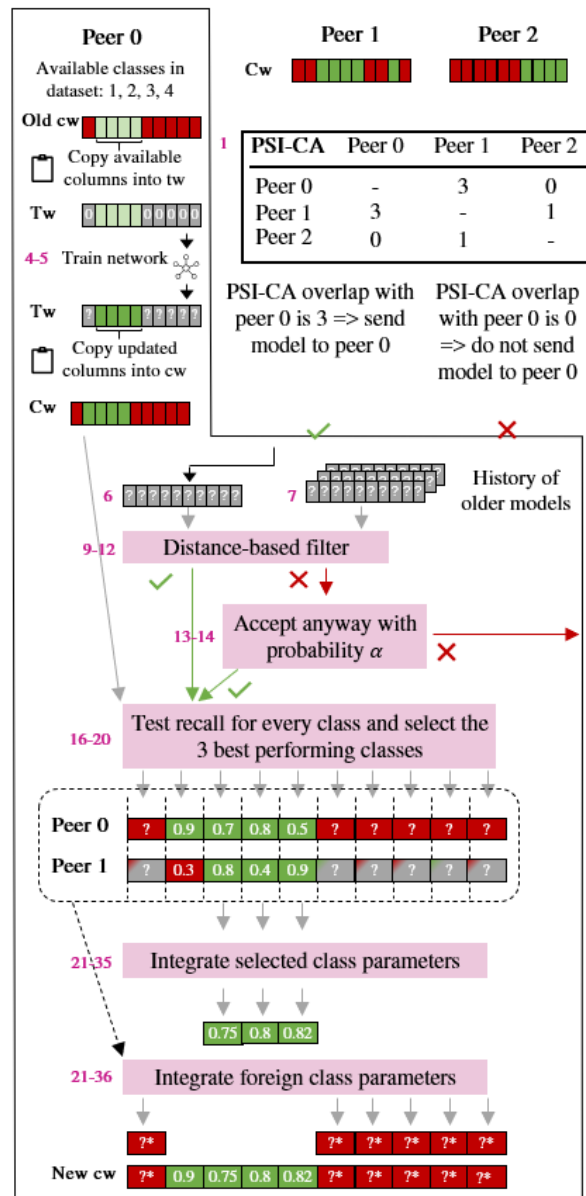 Peer 0
Available classes in
dataset: 1, 2, 3, 4
Old cw
Copy available
columns into tw
Tw 0 0 0 0 0 0
4-5 Train network
Tw ? ? ? ? ? ?
Copy updated
columns into cw
Cw
Peer 1 Peer 2
Cw
1 PSI-CA Peer 0 Peer 1 Peer 2
Peer 0 - 3 0
Peer 1 3 - 1
Peer 2 0 1 -
PSI-CA overlap with
peer 0 is 3 => send
model to peer 0
PSI-CA overlap
with peer 0 is 0
=> do not send
model to peer 0
6 ? ? ? ? ? ? ? ? ? ?
7 ? ? ? ? ? ? ? ? ? ?
History of
older models
9-12 Distance-based filter
13-14 Accept anyway with
probability α
16-20 Test recall for every class and select the
3 best performing classes
Peer 0 ? 0.9 0.7 0.8 0.5 ? ? ? ? ?
Peer 1 ? 0.3 0.8 0.4 0.9 ? ? ? ? ?
21-35 Integrate selected class parameters
0.75 0.8 0.82
21-36 Integrate foreign class parameters
?* ?* ?* ?* ?* ?*
New cw ?* 0.9 0.75 0.8 0.82 ?* ?* ?* ?* ?*